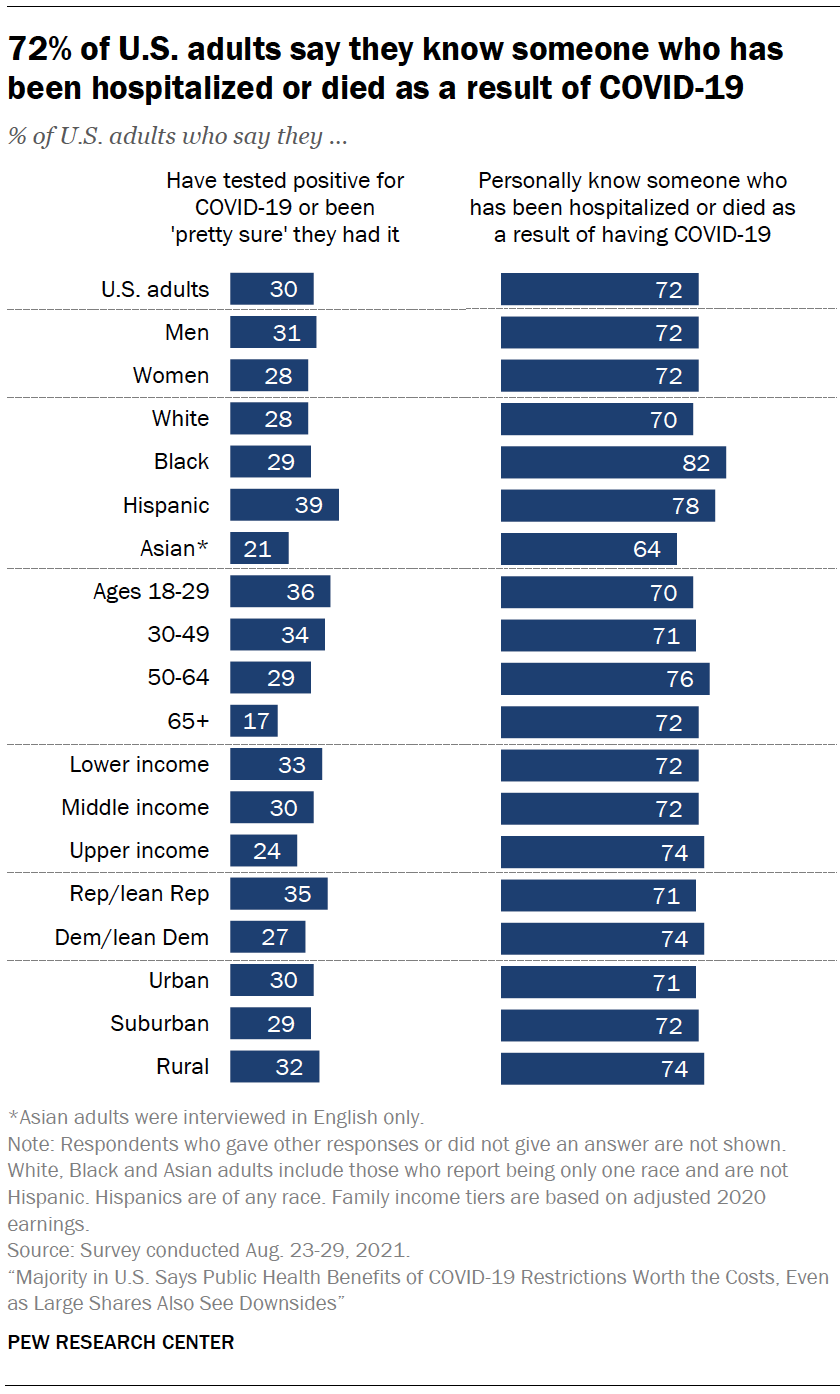 72% of U.S. adults say they know someone who has
been hospitalized or died as a result of COVID-19
% of U.S. adults who say they ...
Have tested positive for
COVID-19 or been
'pretty sure' they had it
Personally know someone who
has been hospitalized or died as
a result of having COVID-19
U.S. adults 30 72
Men 31 72
Women 28 72
White 28 70
Black 29 82
Hispanic 39 78
Asian* 21 64
Ages 18-29 36 70
30-49 34 71
50-64 29 76
65+ 17 72
Lower income 33 72
Middle income 30 72
Upper income 24 74
Rep/lean Rep 35 71
Dem/lean Dem 27 74
Urban 30 71
Suburban 29 72
Rural 32 74
*Asian adults were interviewed in English only.
Note: Respondents who gave other responses or did not give an answer are not shown.
White, Black and Asian adults include those who report being only one race and are not
Hispanic. Hispanics are of any race. Family income tiers are based on adjusted 2020
earnings.
Source: Survey conducted Aug. 23-29, 2021.
“Majority in U.S. Says Public Health Benefits of COVID-19 Restrictions Worth the Costs, Even
as Large Shares Also See Downsides”
PEW RESEARCH CENTER